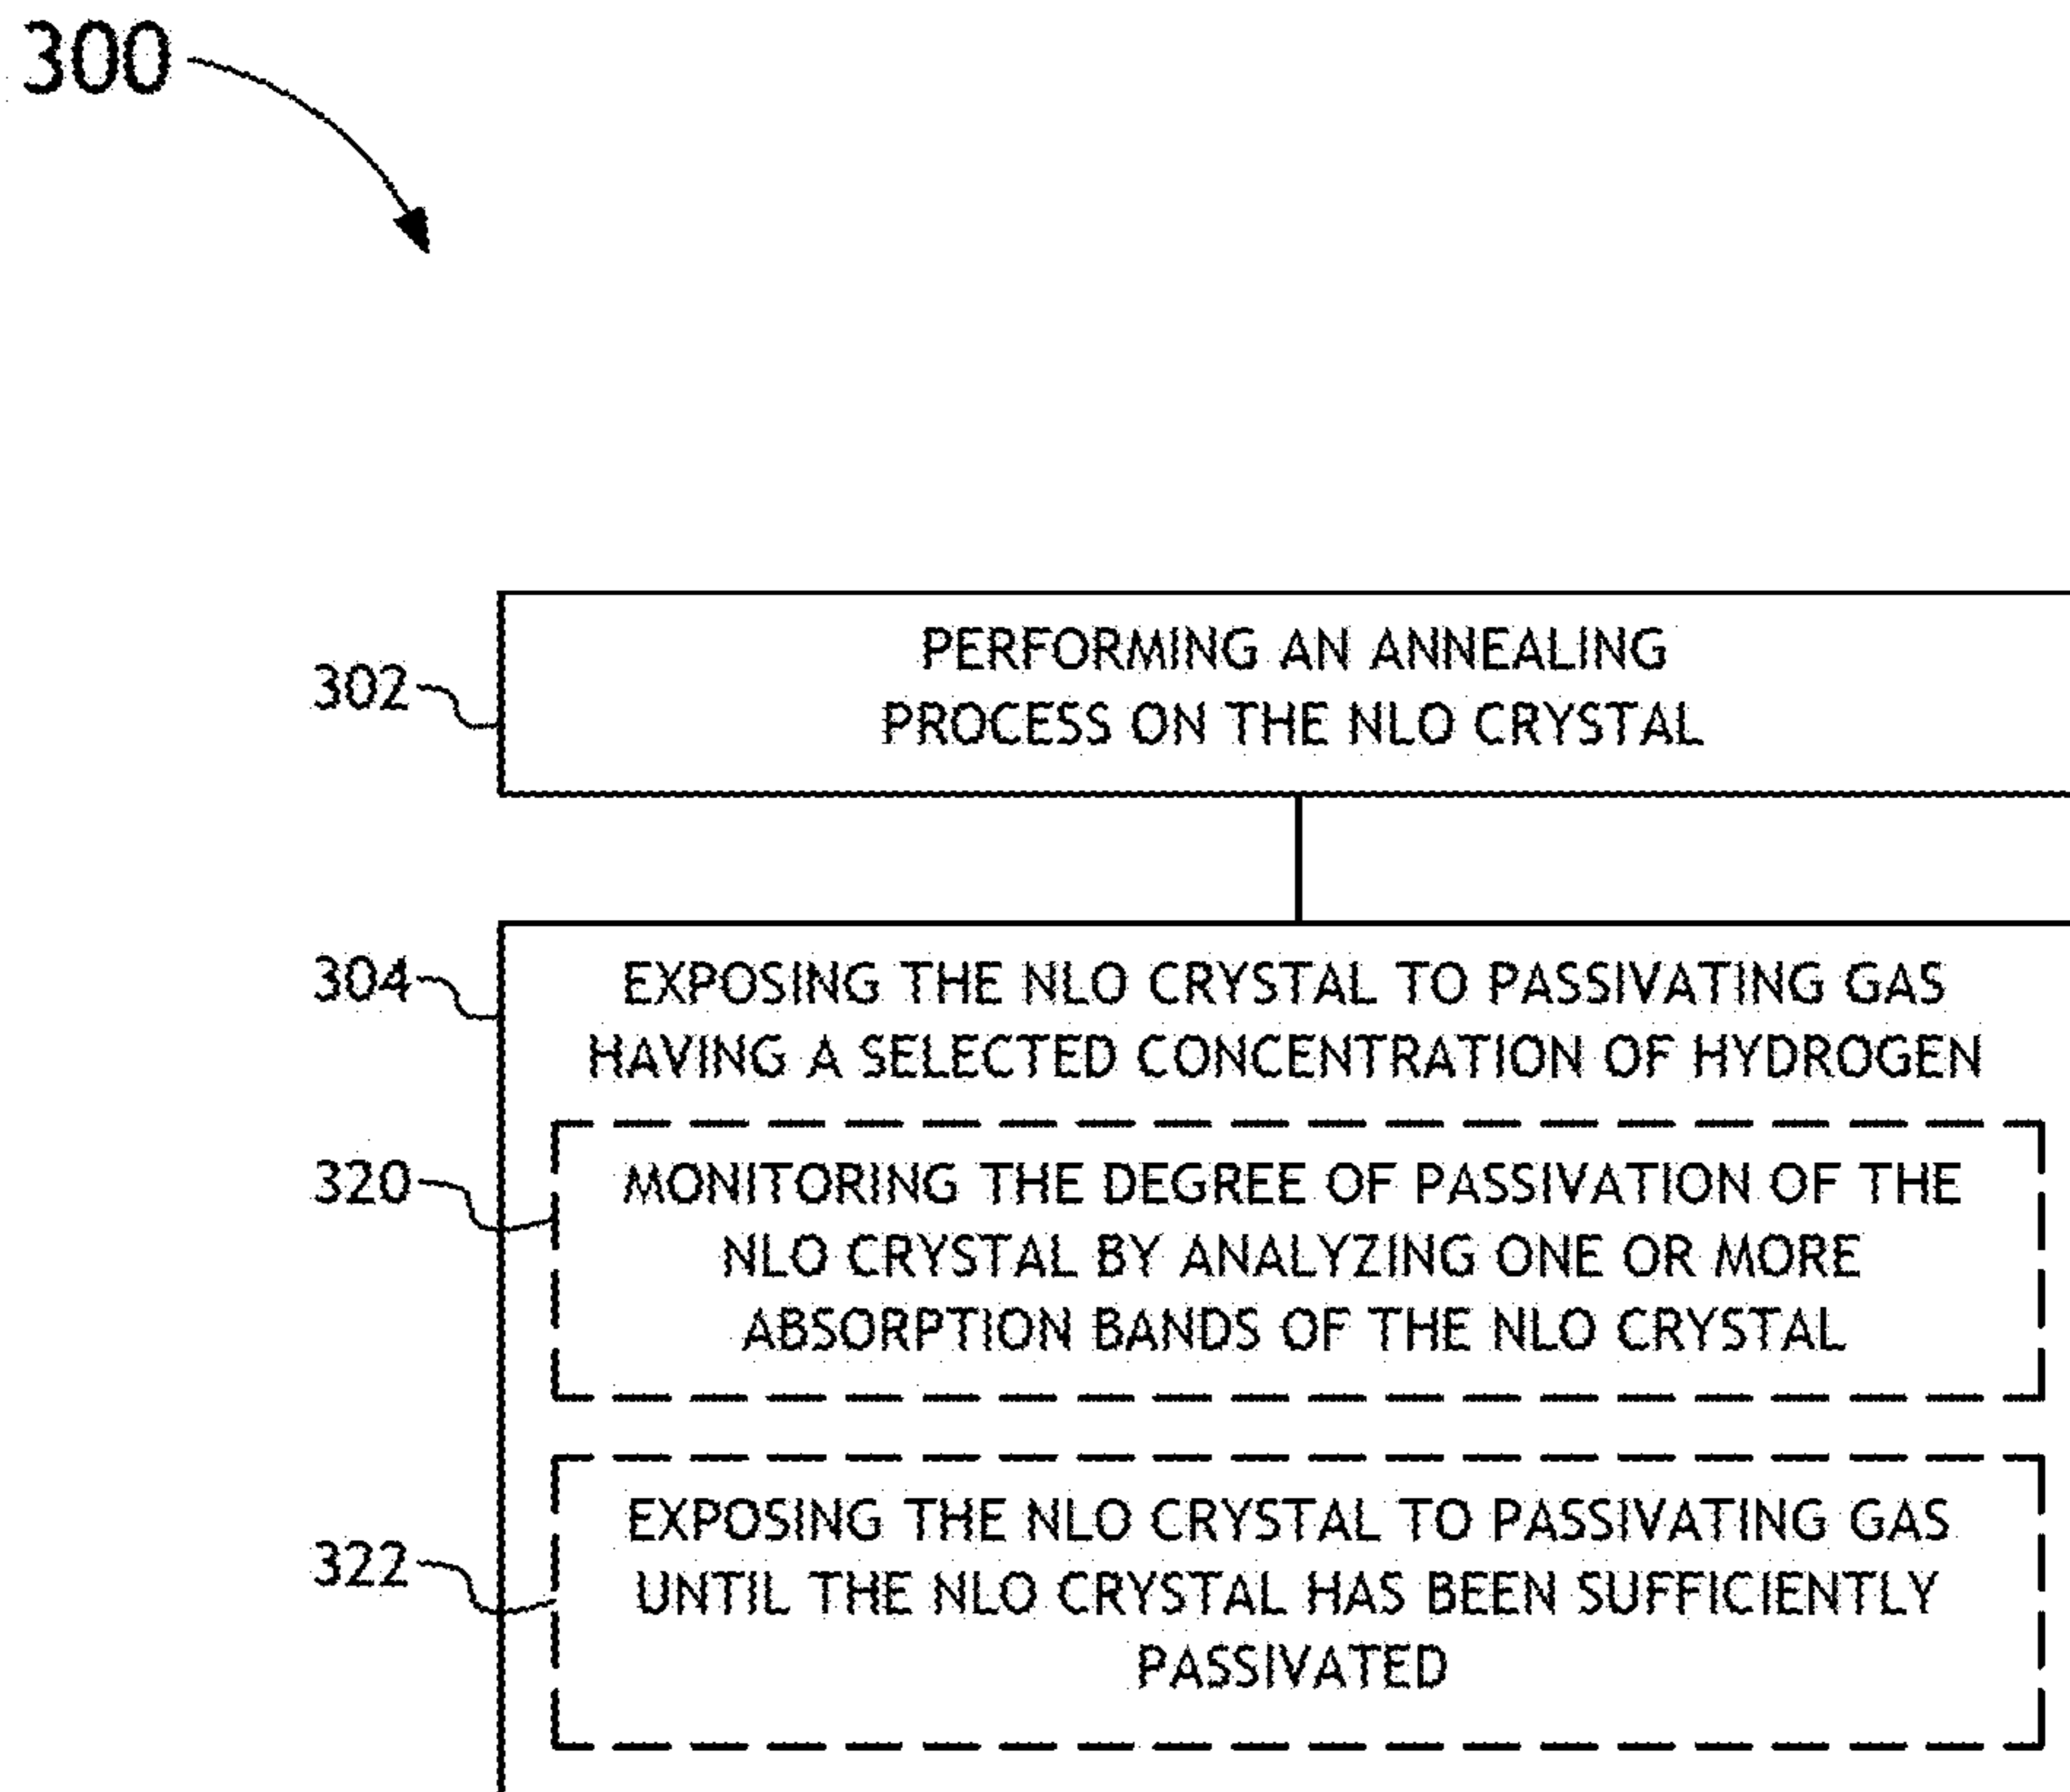 300
302
PERFORMING AN ANNEALING
PROCESS ON THE NLO CRYSTAL
304
EXPOSING THE NLO CRYSTAL TO PASSIVATING GAS
HAVING A SELECTED CONCENTRATION OF HYDROGEN
320
MONITORING THE DEGREE OF PASSIVATION OF THE
NLO CRYSTAL BY ANALYZING ONE OR MORE
ABSORPTION BANDS OF THE NLO CRYSTAL
322
EXPOSING THE NLO CRYSTAL TO PASSIVATING GAS
UNTIL THE NLO CRYSTAL HAS BEEN SUFFICIENTLY
PASSIVATED